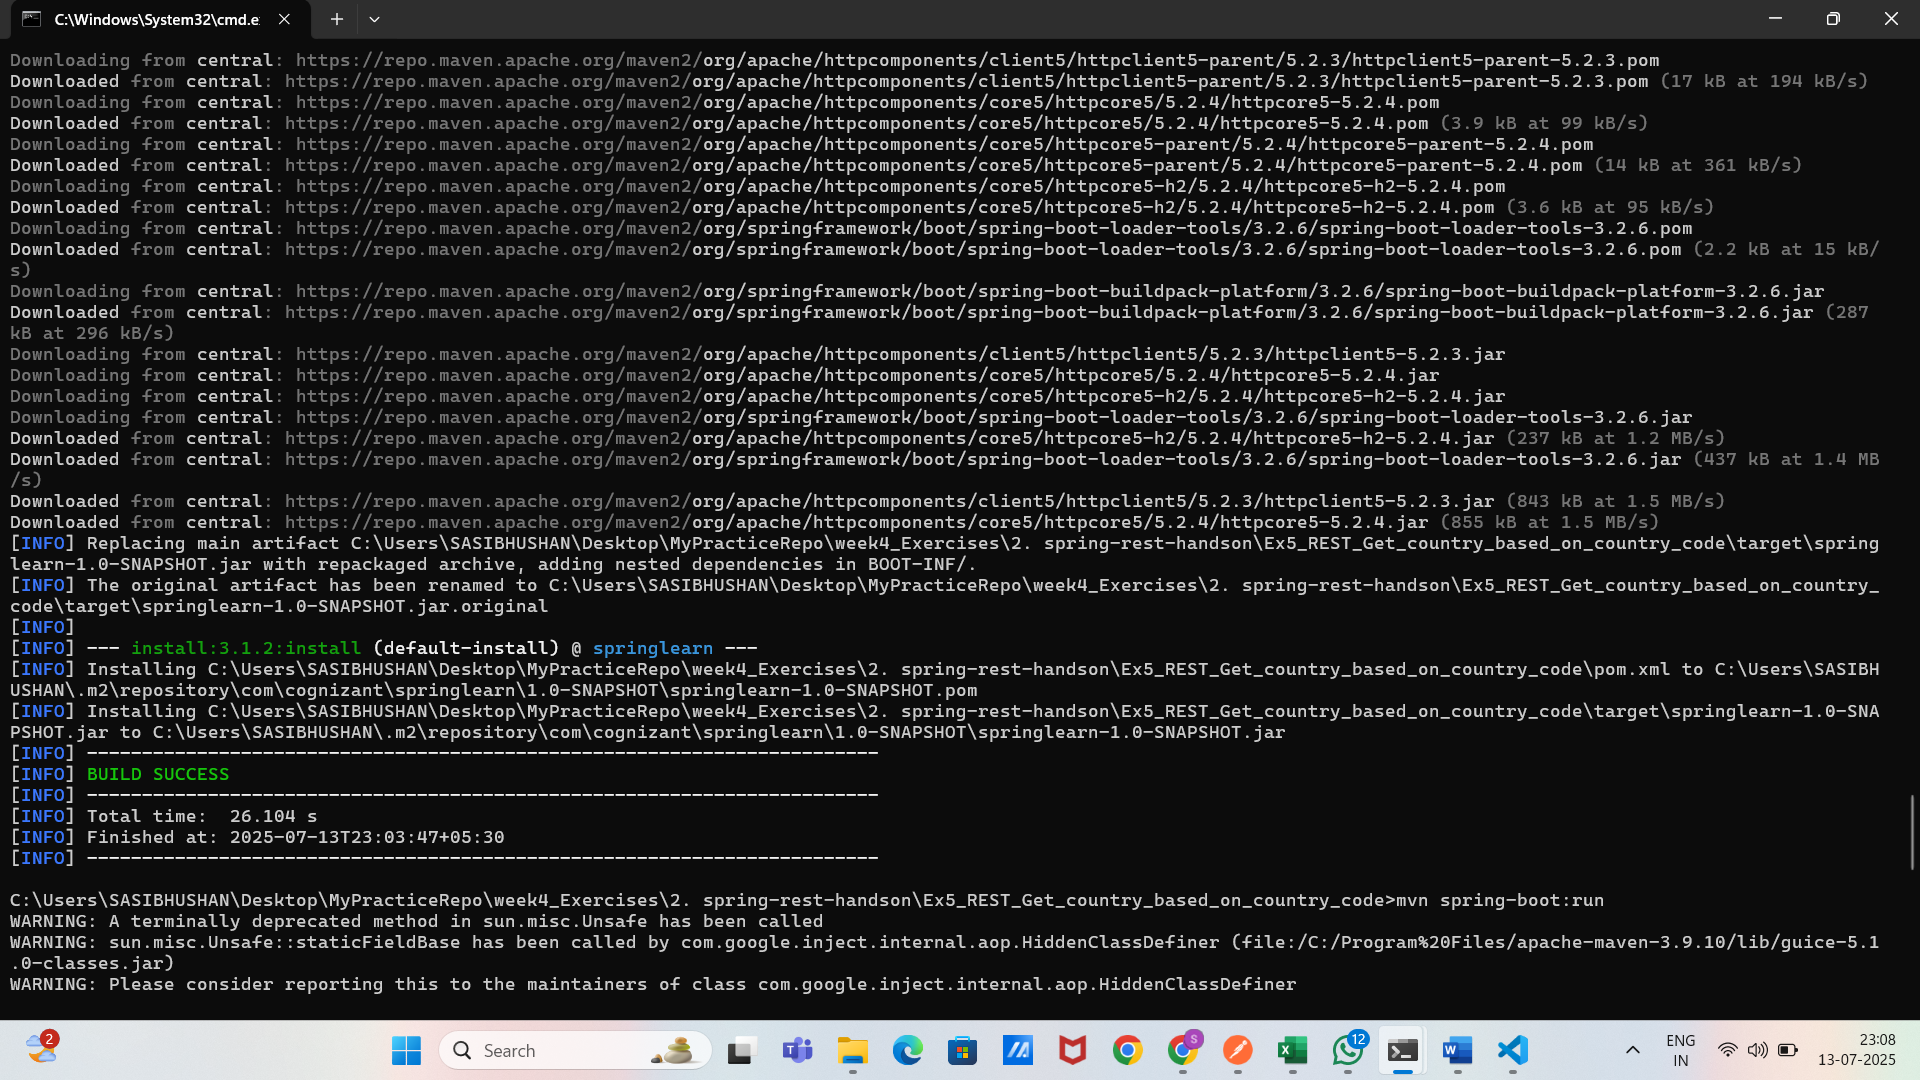 C:\Windows\System32\cmd.e
Downloading from central: https://repo.maven.apache.org/maven2/org/apache/httpcomponents/client5/httpclient5-parent/5.2.3/httpclient5-parent-5.2.3.pom
Downloaded from central: https://repo.maven.apache.org/maven2/org/apache/httpcomponents/client5/httpclient5-parent/5.2.3/httpclient5-parent-5.2.3.pom (17 kB at 194 kB/s)
Downloading from central: https://repo.maven.apache.org/maven2/org/apache/httpcomponents/core5/httpcore5/5.2.4/httpcore5-5.2.4.pom
Downloaded from central: https://repo.maven.apache.org/maven2/org/apache/httpcomponents/core5/httpcore5/5.2.4/httpcore5-5.2.4.pom (3.9 kB at 99 kB/s)
Downloading from central: https://repo.maven.apache.org/maven2/org/apache/httpcomponents/core5/httpcore5-parent/5.2.4/httpcore5-parent-5.2.4.pom
Downloaded from central: https://repo.maven.apache.org/maven2/org/apache/httpcomponents/core5/httpcore5-parent/5.2.4/httpcore5-parent-5.2.4.pom (14 kB at 361 kB/s)
Downloading from central: https://repo.maven.apache.org/maven2/org/apache/httpcomponents/core5/httpcore5-h2/5.2.4/httpcore5-h2-5.2.4.pom
Downloaded from central: https://repo.maven.apache.org/maven2/org/apache/httpcomponents/core5/httpcore5-h2/5.2.4/httpcore5-h2-5.2.4.pom (3.6 kB at 95 kB/s)
Downloading from central: https://repo.maven.apache.org/maven2/org/springframework/boot/spring-boot-loader-tools/3.2.6/spring-boot-loader-tools-3.2.6.pom
Downloaded from central: https://repo.maven.apache.org/maven2/org/springframework/boot/spring-boot-loader-tools/3.2.6/spring-boot-loader-tools-3.2.6.pom (2.2 kB at 15 kB/
s)
Downloading from central: https://repo.maven.apache.org/maven2/org/springframework/boot/spring-boot-buildpack-platform/3.2.6/spring-boot-buildpack-platform-3.2.6.jar
Downloaded from central: https://repo.maven.apache.org/maven2/org/springframework/boot/spring-boot-buildpack-platform/3.2.6/spring-boot-buildpack-platform-3.2.6.jar (287
kB at 296 kB/s)
Downloading from central: https://repo.maven.apache.org/maven2/org/apache/httpcomponents/client5/httpclient5/5.2.3/httpclient5-5.2.3.jar
Downloading from central: https://repo.maven.apache.org/maven2/org/apache/httpcomponents/core5/httpcore5/5.2.4/httpcore5-5.2.4.jar
Downloading from central: https://repo.maven.apache.org/maven2/org/apache/httpcomponents/core5/httpcore5-h2/5.2.4/httpcore5-h2-5.2.4.jar
Downloading from central: https://repo.maven.apache.org/maven2/org/springframework/boot/spring-boot-loader-tools/3.2.6/spring-boot-loader-tools-3.2.6.jar
Downloaded from central: https://repo.maven.apache.org/maven2/org/apache/httpcomponents/core5/httpcore5-h2/5.2.4/httpcore5-h2-5.2.4.jar (237 kB at 1.2 MB/s)
Downloaded from central: https://repo.maven.apache.org/maven2/org/springframework/boot/spring-boot-loader-tools/3.2.6/spring-boot-loader-tools-3.2.6.jar (437 kB at 1.4 MB
/s)
Downloaded from central: https://repo.maven.apache.org/maven2/org/apache/httpcomponents/client5/httpclient5/5.2.3/httpclient5-5.2.3.jar (843 kB at 1.5 MB/s)
Downloaded from central: https://repo.maven.apache.org/maven2/org/apache/httpcomponents/core5/httpcore5/5.2.4/httpcore5-5.2.4.jar (855 kB at 1.5 MB/s)
[INFO] Replacing main artifact C:\Users\SASIBHUSHAN\Desktop\MyPracticeRepo\week4_Exercises\2. spring-rest-handson\Ex5_REST_Get_country_based_on_country_code\target\spring
learn-1.0-SNAPSHOT.jar with repackaged archive, adding nested dependencies in BOOT-INF/.
[INFO] The original artifact has been renamed to C:\Users\SASIBHUSHAN\Desktop\MyPracticeRepo\week4_Exercises\2. spring-rest-handson\Ex5_REST_Get_country_based_on_country_
code\target\springlearn-1.0-SNAPSHOT.jar.original
[INFO]
[INFO] --- install:3.1.2:install (default-install) @ springlearn ---
[INFO] Installing C:\Users\SASIBHUSHAN\Desktop\MyPracticeRepo\week4_Exercises\2. spring-rest-handson\Ex5_REST_Get_country_based_on_country_code\pom.xml to C:\Users\SASIBH
USHAN\.m2\repository\com\cognizant\springlearn\1.0-SNAPSHOT\springlearn-1.0-SNAPSHOT.pom
[INFO] Installing C:\Users\SASIBHUSHAN\Desktop\MyPracticeRepo\week4_Exercises\2. spring-rest-handson\Ex5_REST_Get_country_based_on_country_code\target\springlearn-1.0-SNA
PSHOT.jar to C:\Users\SASIBHUSHAN\.m2\repository\com\cognizant\springlearn\1.0-SNAPSHOT\springlearn-1.0-SNAPSHOT.jar
[INFO] ------------------------------------------------------------------------
[INFO] BUILD SUCCESS
[INFO] ------------------------------------------------------------------------
[INFO] Total time:  26.104 s
[INFO] Finished at: 2025-07-13T23:03:47+05:30
[INFO] ------------------------------------------------------------------------
C:\Users\SASIBHUSHAN\Desktop\MyPracticeRepo\week4_Exercises\2. spring-rest-handson\Ex5_REST_Get_country_based_on_country_code>mvn spring-boot:run
WARNING: A terminally deprecated method in sun.misc.Unsafe has been called
WARNING: sun.misc.Unsafe::staticFieldBase has been called by com.google.inject.internal.aop.HiddenClassDefiner (file:/C:/Program%20Files/apache-maven-3.9.10/lib/guice-5.1
.0-classes.jar)
WARNING: Please consider reporting this to the maintainers of class com.google.inject.internal.aop.HiddenClassDefiner
2
Search
S
12
ENG
IN
23:08
13-07-2025